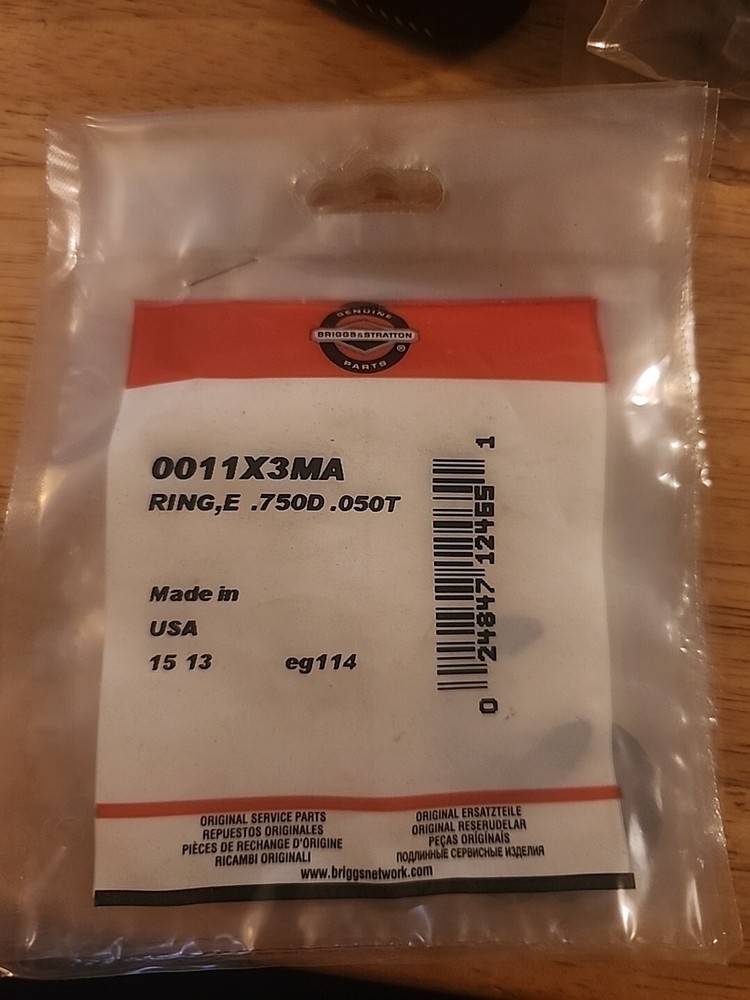 GENUINE
BRIGGS&STRATTON
®
PARTS
0011X3MA
RING,E .750D .050T
Made in
USA
15 13 eg114
0 24847 12465 1
ORIGINAL SERVICE PARTS
REPUESTOS ORIGINALES
PIÈCES DE RECHANGE D'ORIGINE
RICAMBI ORIGINALI
ORIGINAL ERSATZTEILE
ORIGINAL RESERUDELAR
PEÇAS ORIGÍNAIS
ПОДЛИННЫЕ СЕРВИСНЫЕ ИЗДЕЛИЯ
www.briggsnetwork.com